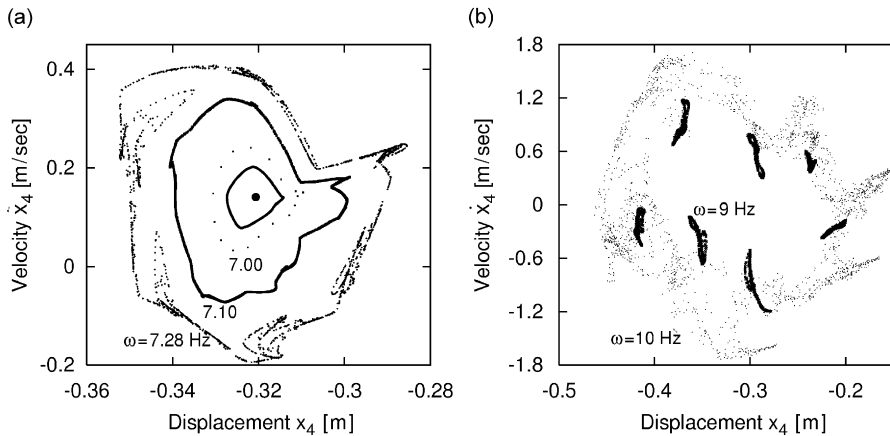 (a)
0.4
0.2
0
-0.2
Velocity ẋ4 [m/sec]
7.00
7.10
ω=7.28 Hz
-0.36
-0.34
-0.32
-0.3
-0.28
Displacement x4 [m]
(b)
1.8
1.2
0.6
0
-0.6
-1.2
-1.8
Velocity ẋ4 [m/sec]
ω=9 Hz
ω=10 Hz
-0.5
-0.4
-0.3
-0.2
Displacement x4 [m]